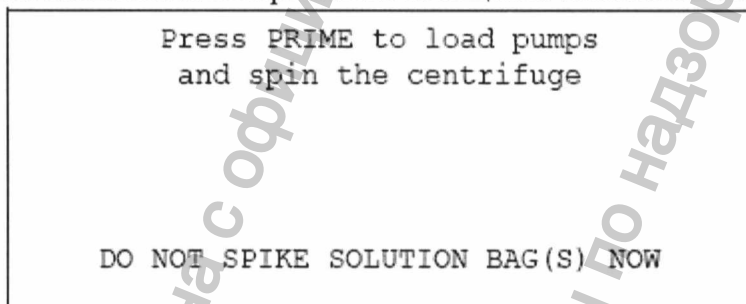 Press PRIME to load pumps
and spin the centrifuge
DO NOT SPIKE SOLUTION BAG(S) NOW